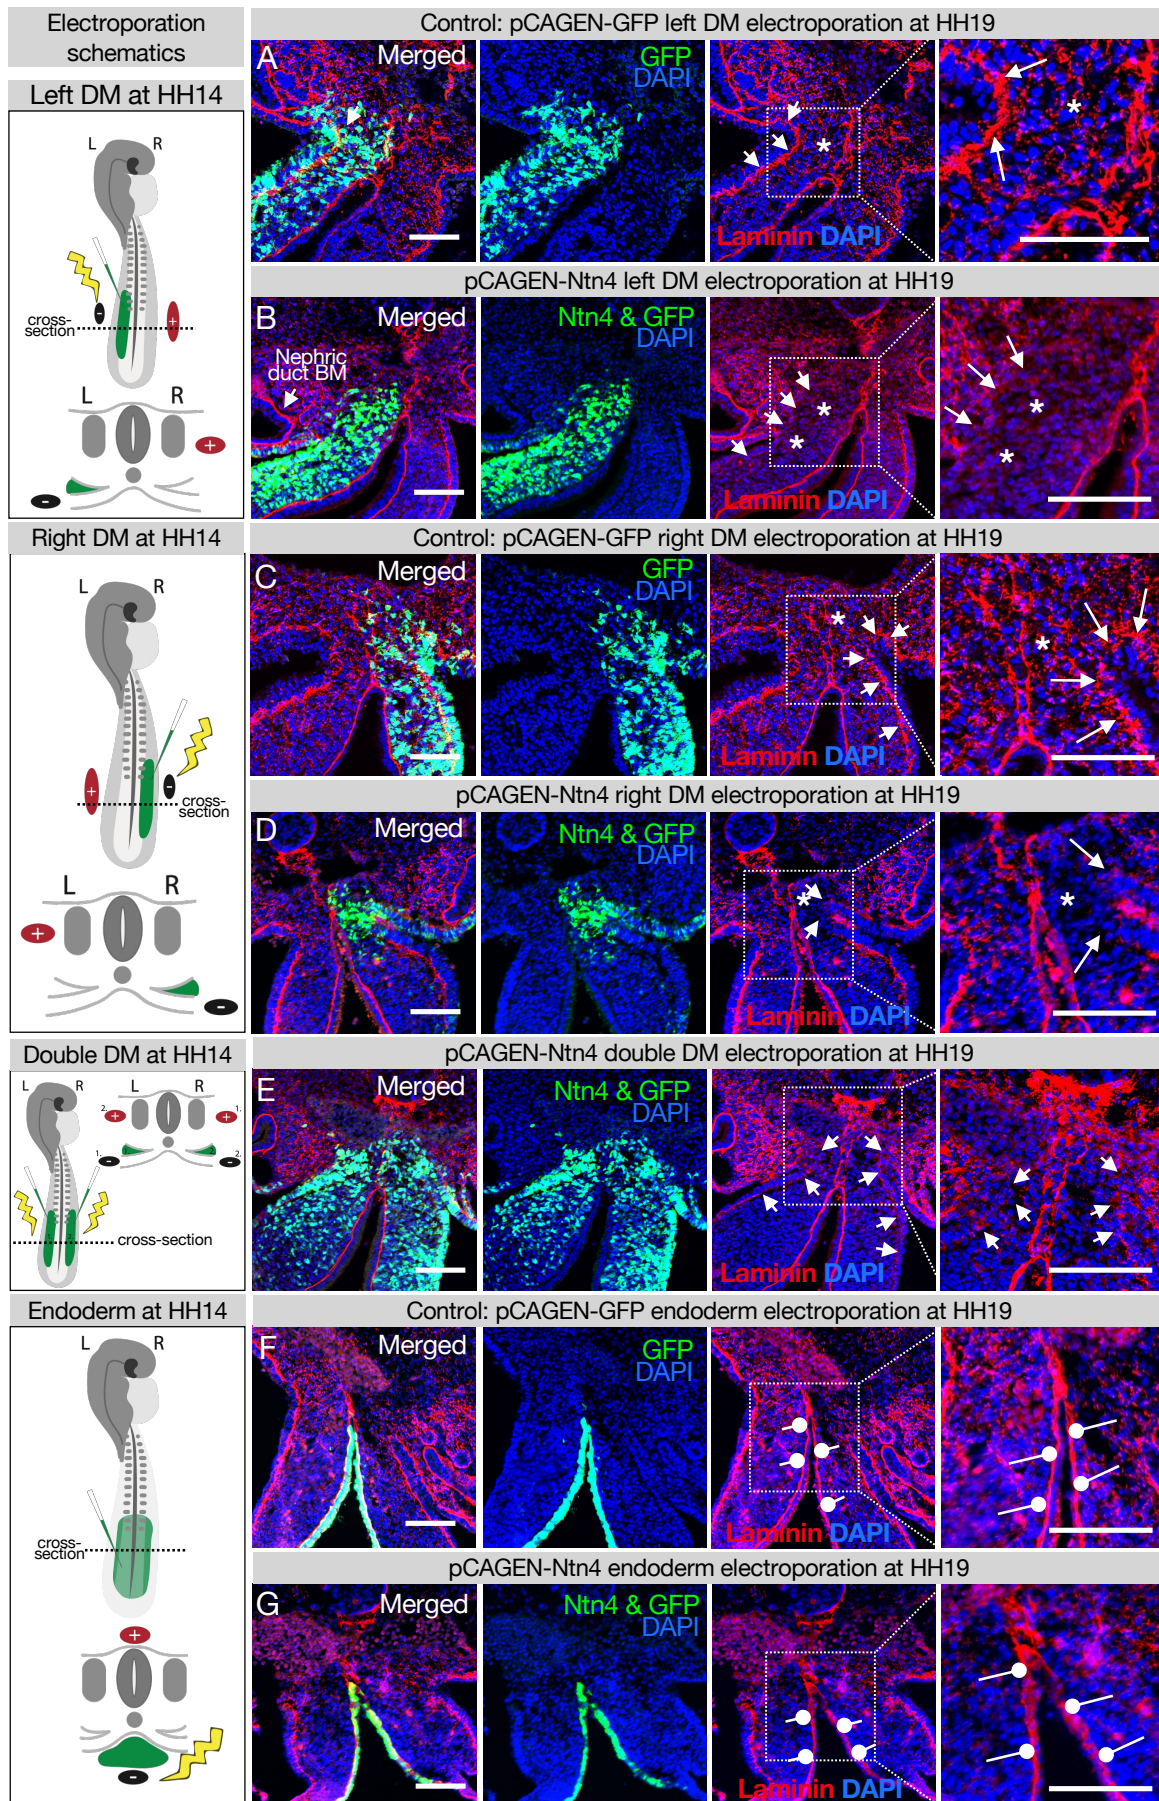 Electroporation
schematics
Left DM at HH14
L R
cross-
section
L R
+
-
Right DM at HH14
L R
+
-
cross-
section
L R
+
-
Double DM at HH14
L R
L R
2. + + 1.
1. - - 2.
cross-section
Endoderm at HH14
L R
cross-
section
+
-
Control: pCAGEN-GFP left DM electroporation at HH19
A
Merged
GFP
DAPI
*
Laminin DAPI
*
pCAGEN-Ntn4 left DM electroporation at HH19
B
Merged
Nephric
duct BM
Ntn4 & GFP
DAPI
*
*
Laminin DAPI
*
*
Control: pCAGEN-GFP right DM electroporation at HH19
C
Merged
GFP
DAPI
*
Laminin DAPI
*
pCAGEN-Ntn4 right DM electroporation at HH19
D
Merged
Ntn4 & GFP
DAPI
*
Laminin DAPI
*
pCAGEN-Ntn4 double DM electroporation at HH19
E
Merged
Ntn4 & GFP
DAPI
Laminin DAPI
Control: pCAGEN-GFP endoderm electroporation at HH19
F
Merged
GFP
DAPI
Laminin DAPI
pCAGEN-Ntn4 endoderm electroporation at HH19
G
Merged
Ntn4 & GFP
DAPI
Laminin DAPI